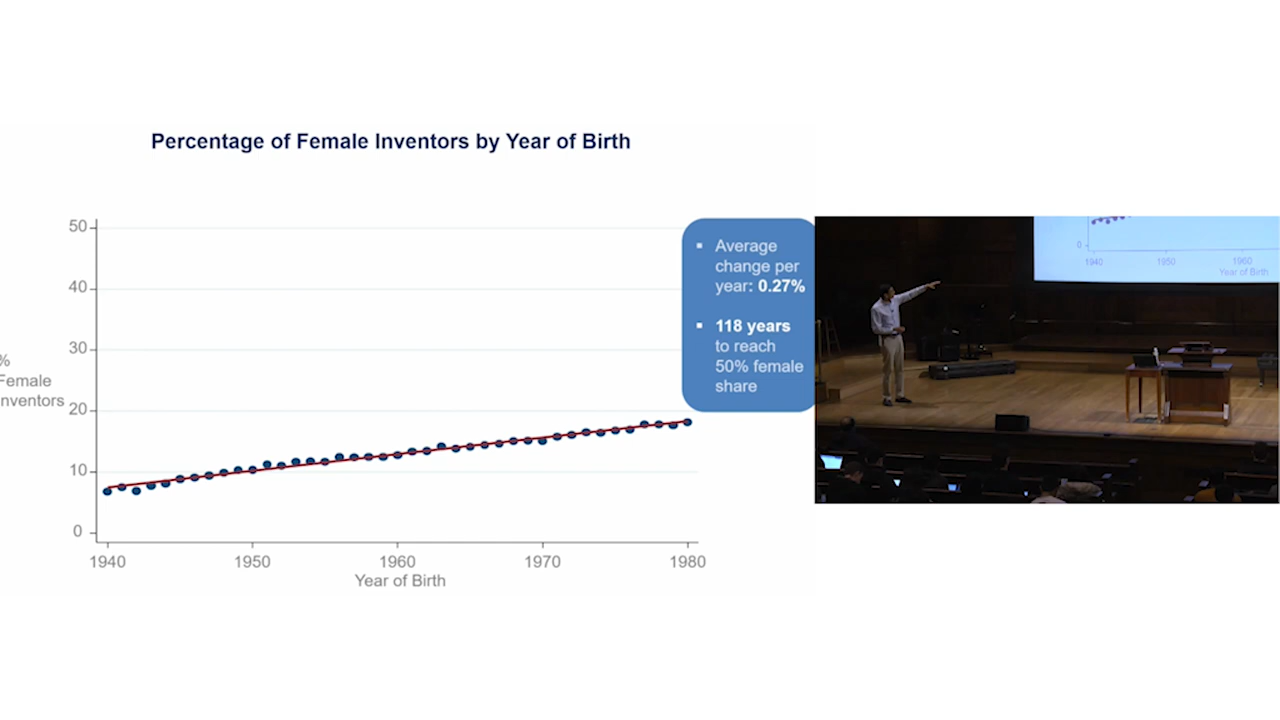 Percentage of Female Inventors by Year of Birth
50
40
30
20
10
0
%
Female
nventors
1940
1950
1960
1970
1980
Year of Birth
▪ Average
change per
year: 0.27%
▪ 118 years
to reach
50% female
share
0
1940
1950
1960
Year of Birth